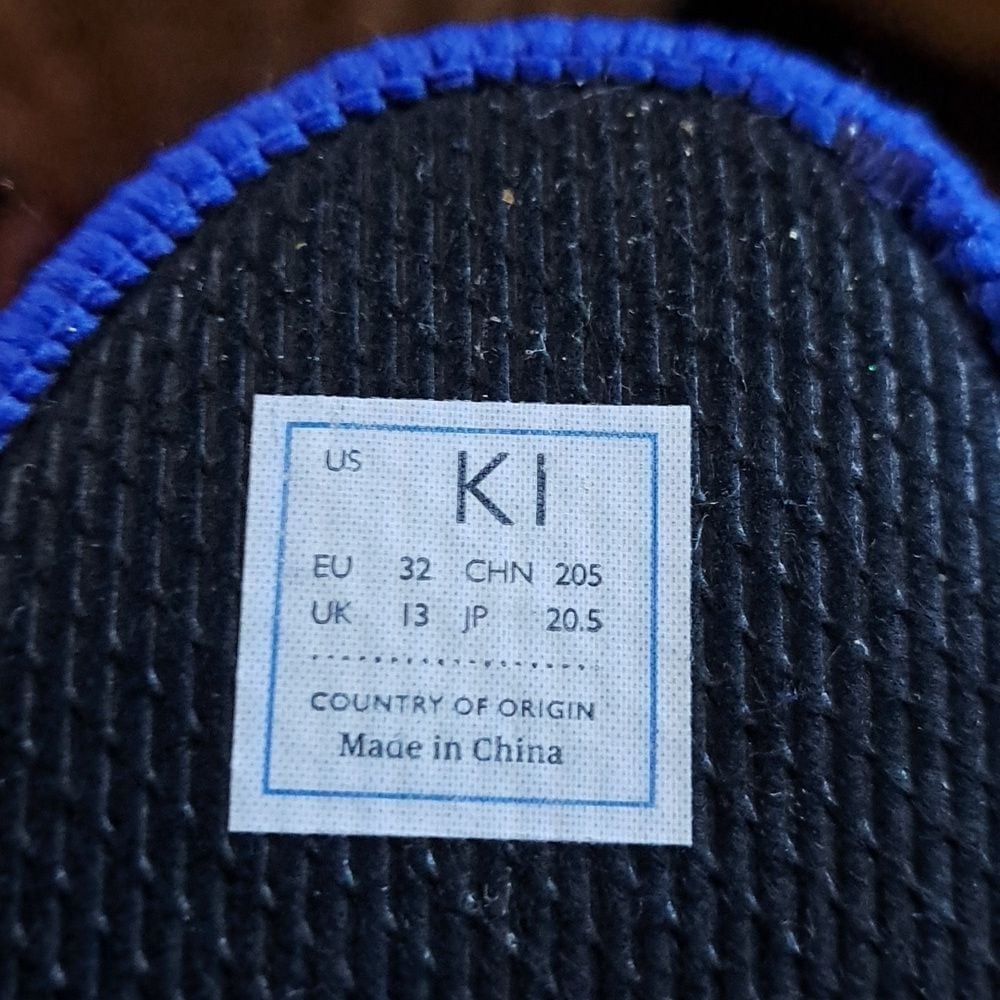 US K1
EU 32 CHN 205
UK 13 JP 20.5
COUNTRY OF ORIGIN
Made in China